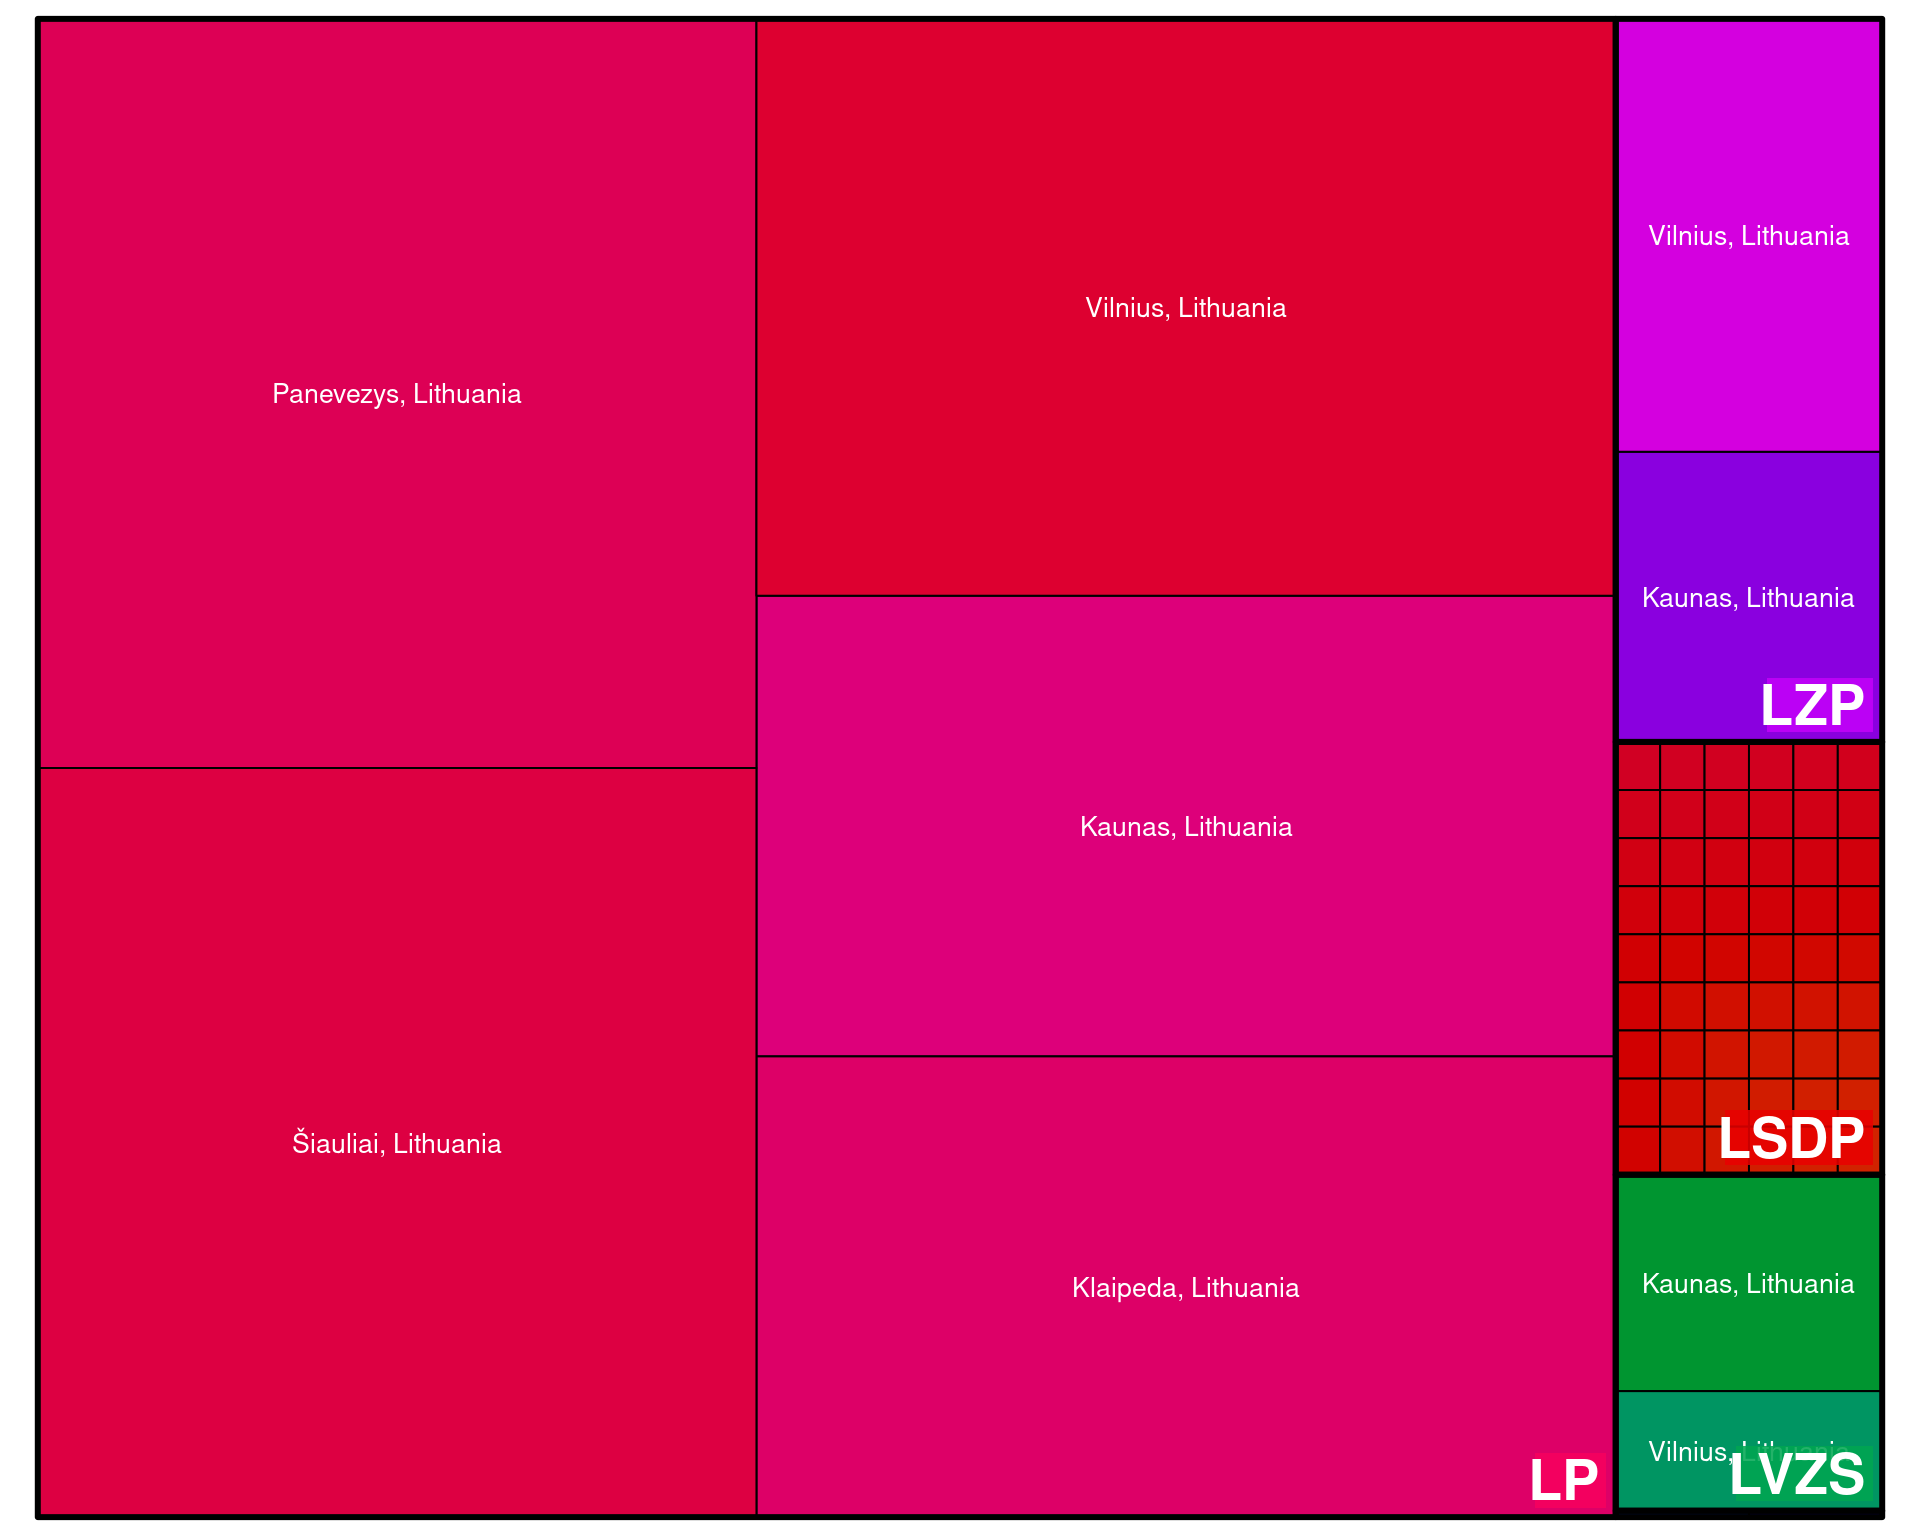 Panevezys, Lithuania
Šiauliai, Lithuania
Vilnius, Lithuania
Kaunas, Lithuania
Klaipeda, Lithuania
LP
Vilnius, Lithuania
Kaunas, Lithuania
LZP
LSDP
Kaunas, Lithuania
Vilnius, Lithuania
LVZS